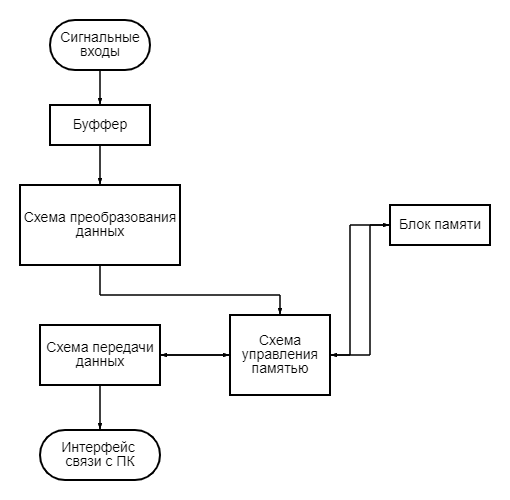 Сигнальные
входы
Буффер
Схема преобразования
данных
Блок памяти
Схема
управления
памятью
Схема передачи
данных
Интерфейс
связи с ПК